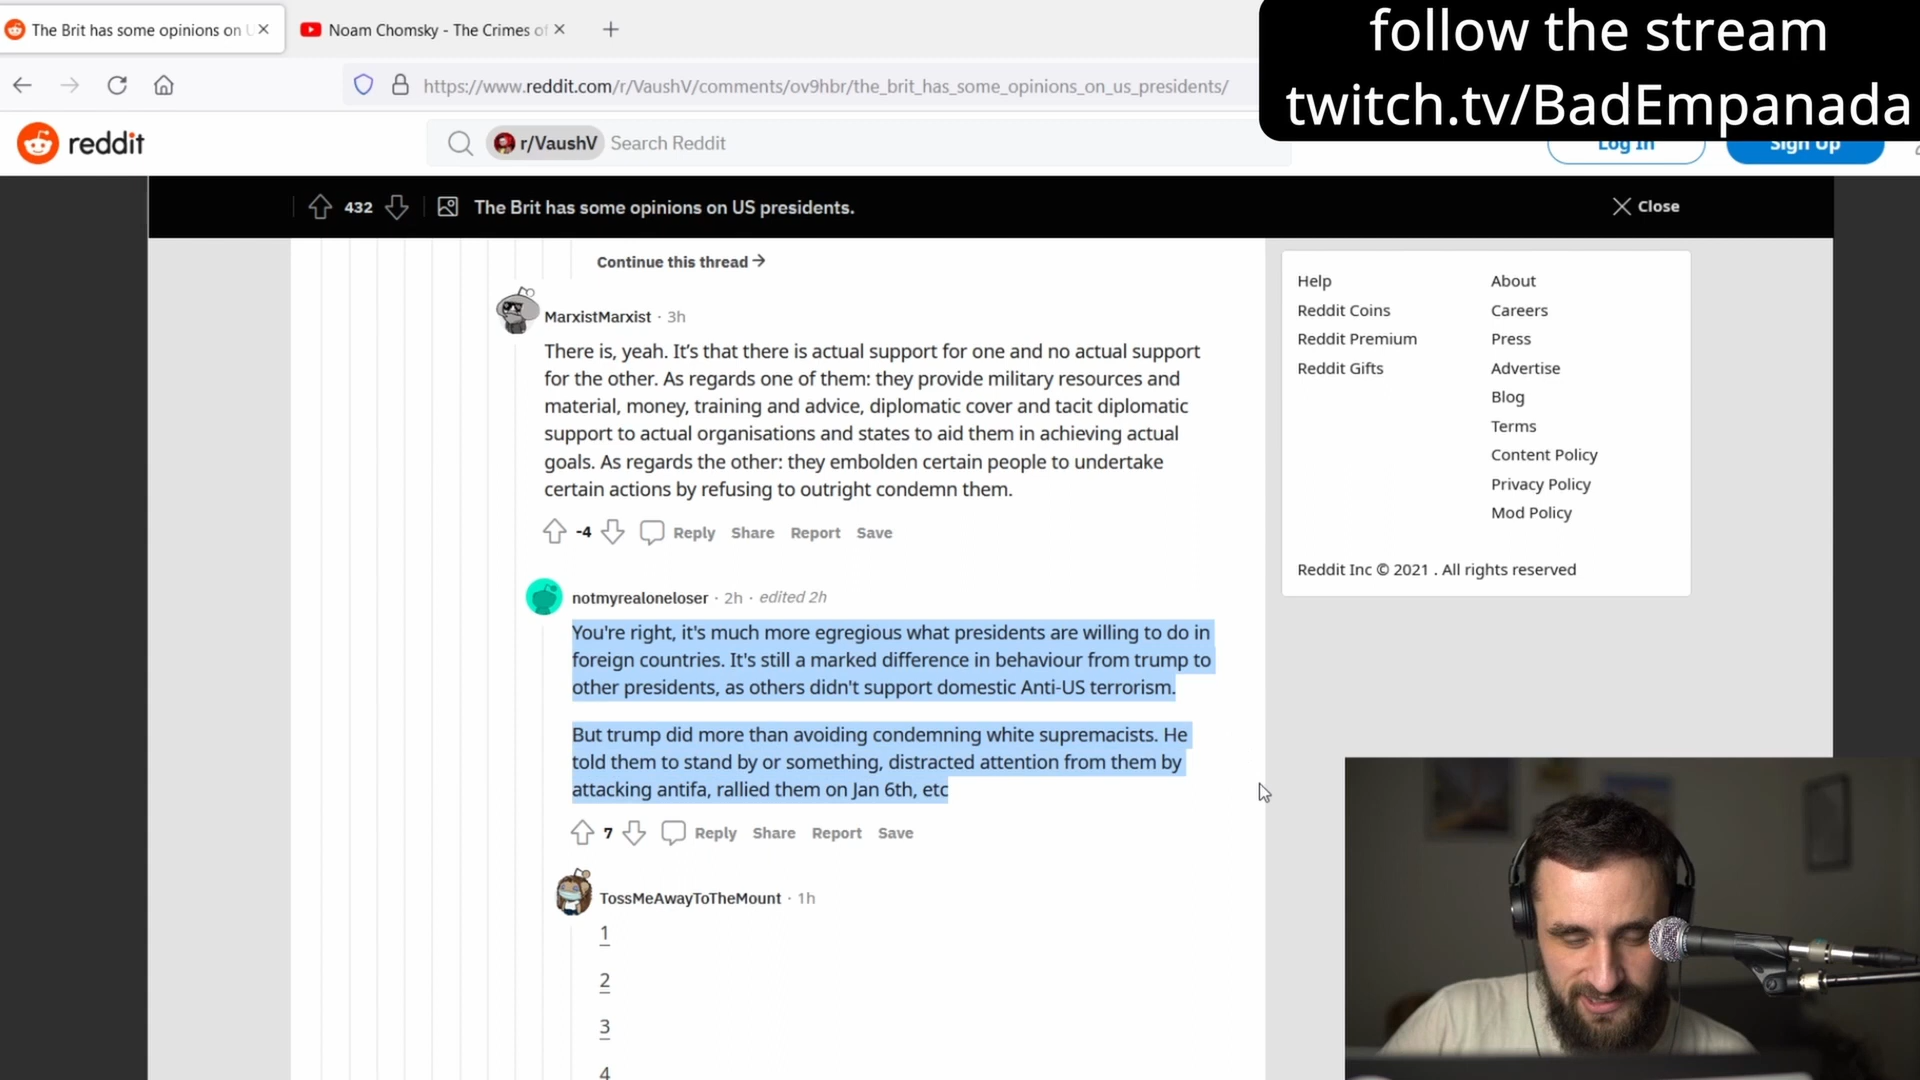 The Brit has some opinions on U
Noam Chomsky - The Crimes of
follow the stream
twitch.tv/BadEmpanada
https://www.reddit.com/r/VaushV/comments/ov9hbr/the_brit_has_some_opinions_on_us_presidents/
reddit
r/VaushV Search Reddit
Log In
Sign Up
432
The Brit has some opinions on US presidents.
Close
Continue this thread
MarxistMarxist · 3h
There is, yeah. It's that there is actual support for one and no actual support
for the other. As regards one of them: they provide military resources and
material, money, training and advice, diplomatic cover and tacit diplomatic
support to actual organisations and states to aid them in achieving actual
goals. As regards the other: they embolden certain people to undertake
certain actions by refusing to outright condemn them.
-4 Reply Share Report Save
notmyrealoneloser · 2h · edited 2h
You're right, it's much more egregious what presidents are willing to do in
foreign countries. It's still a marked difference in behaviour from trump to
other presidents, as others didn't support domestic Anti-US terrorism.
But trump did more than avoiding condemning white supremacists. He
told them to stand by or something, distracted attention from them by
attacking antifa, rallied them on Jan 6th, etc
7 Reply Share Report Save
TossMeAwayToTheMount · 1h
1
2
3
4
Help
Reddit Coins
Reddit Premium
Reddit Gifts
About
Careers
Press
Advertise
Blog
Terms
Content Policy
Privacy Policy
Mod Policy
Reddit Inc © 2021 . All rights reserved